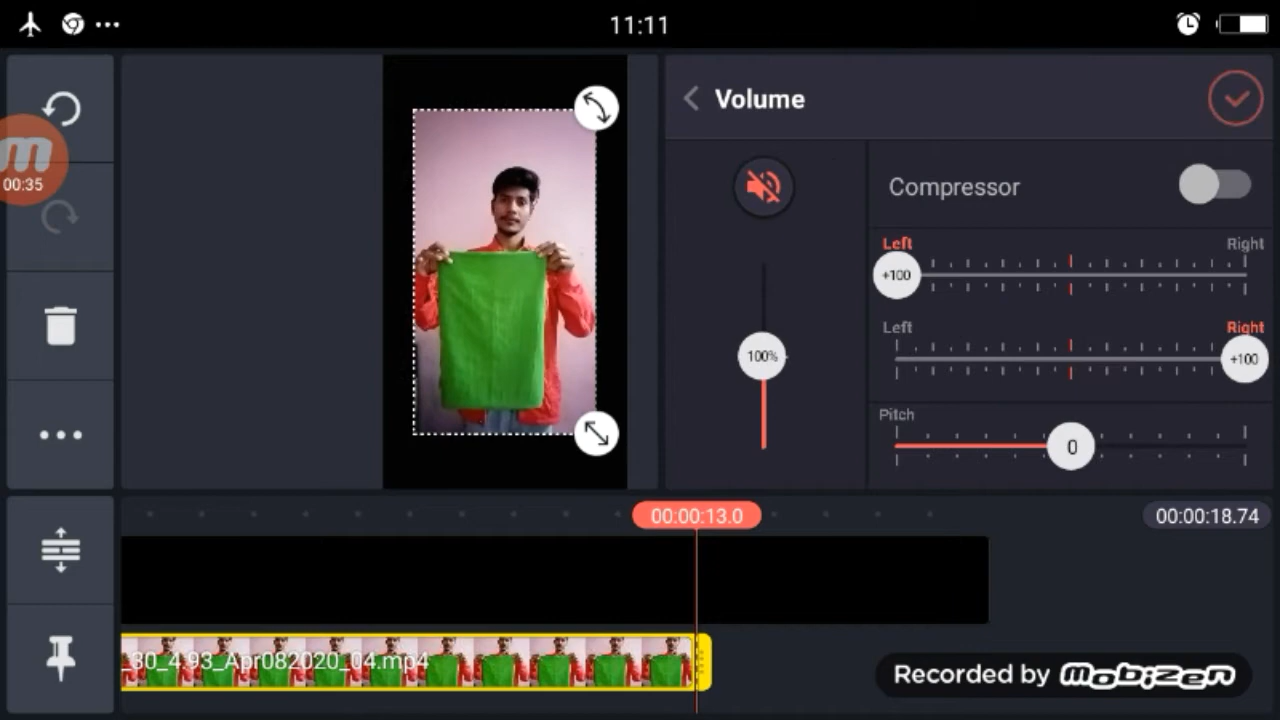 11:11
m
00:35
Volume
Compressor
Left Right
+100
Left Right
+100
100%
Pitch
0
00:00:13.0
00:00:18.74
_30_4.93_Apr082020_04.mp4
Recorded by mobizen